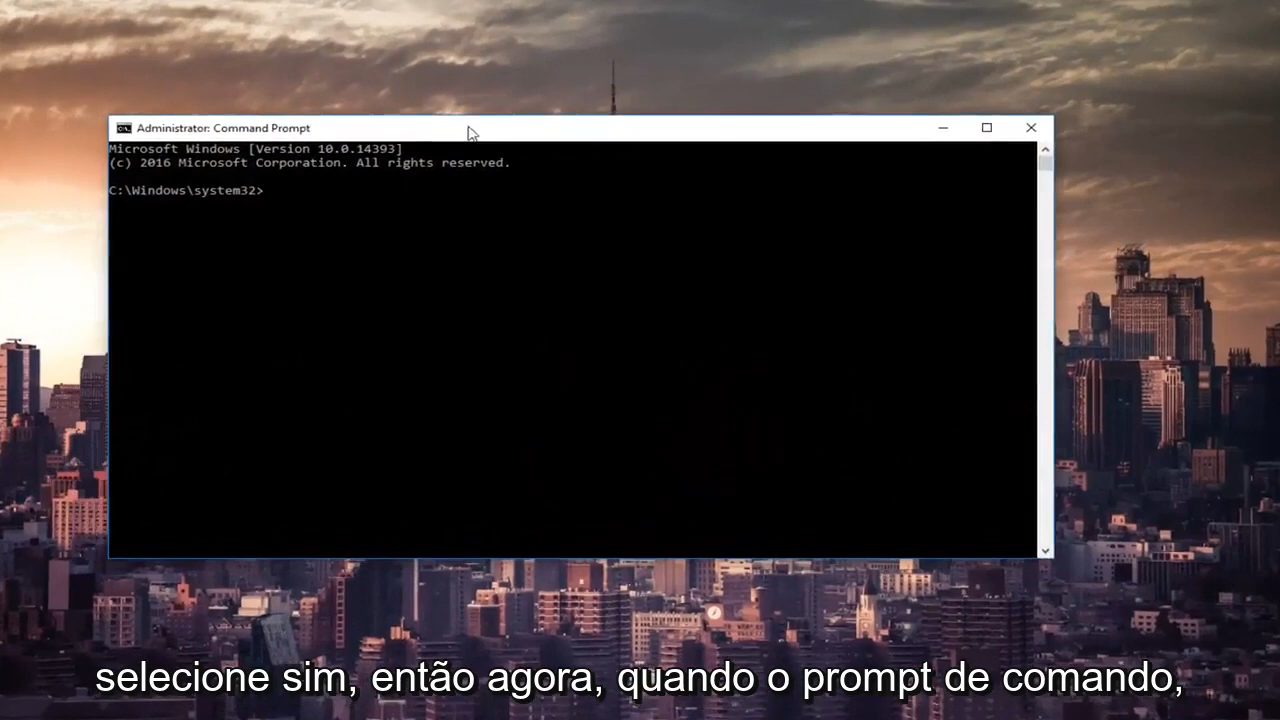 Administrator: Command Prompt
Microsoft Windows [Version 10.0.14393]
(c) 2016 Microsoft Corporation. All rights reserved.
C:\Windows\system32>
selecione sim, então agora, quando o prompt de comando,